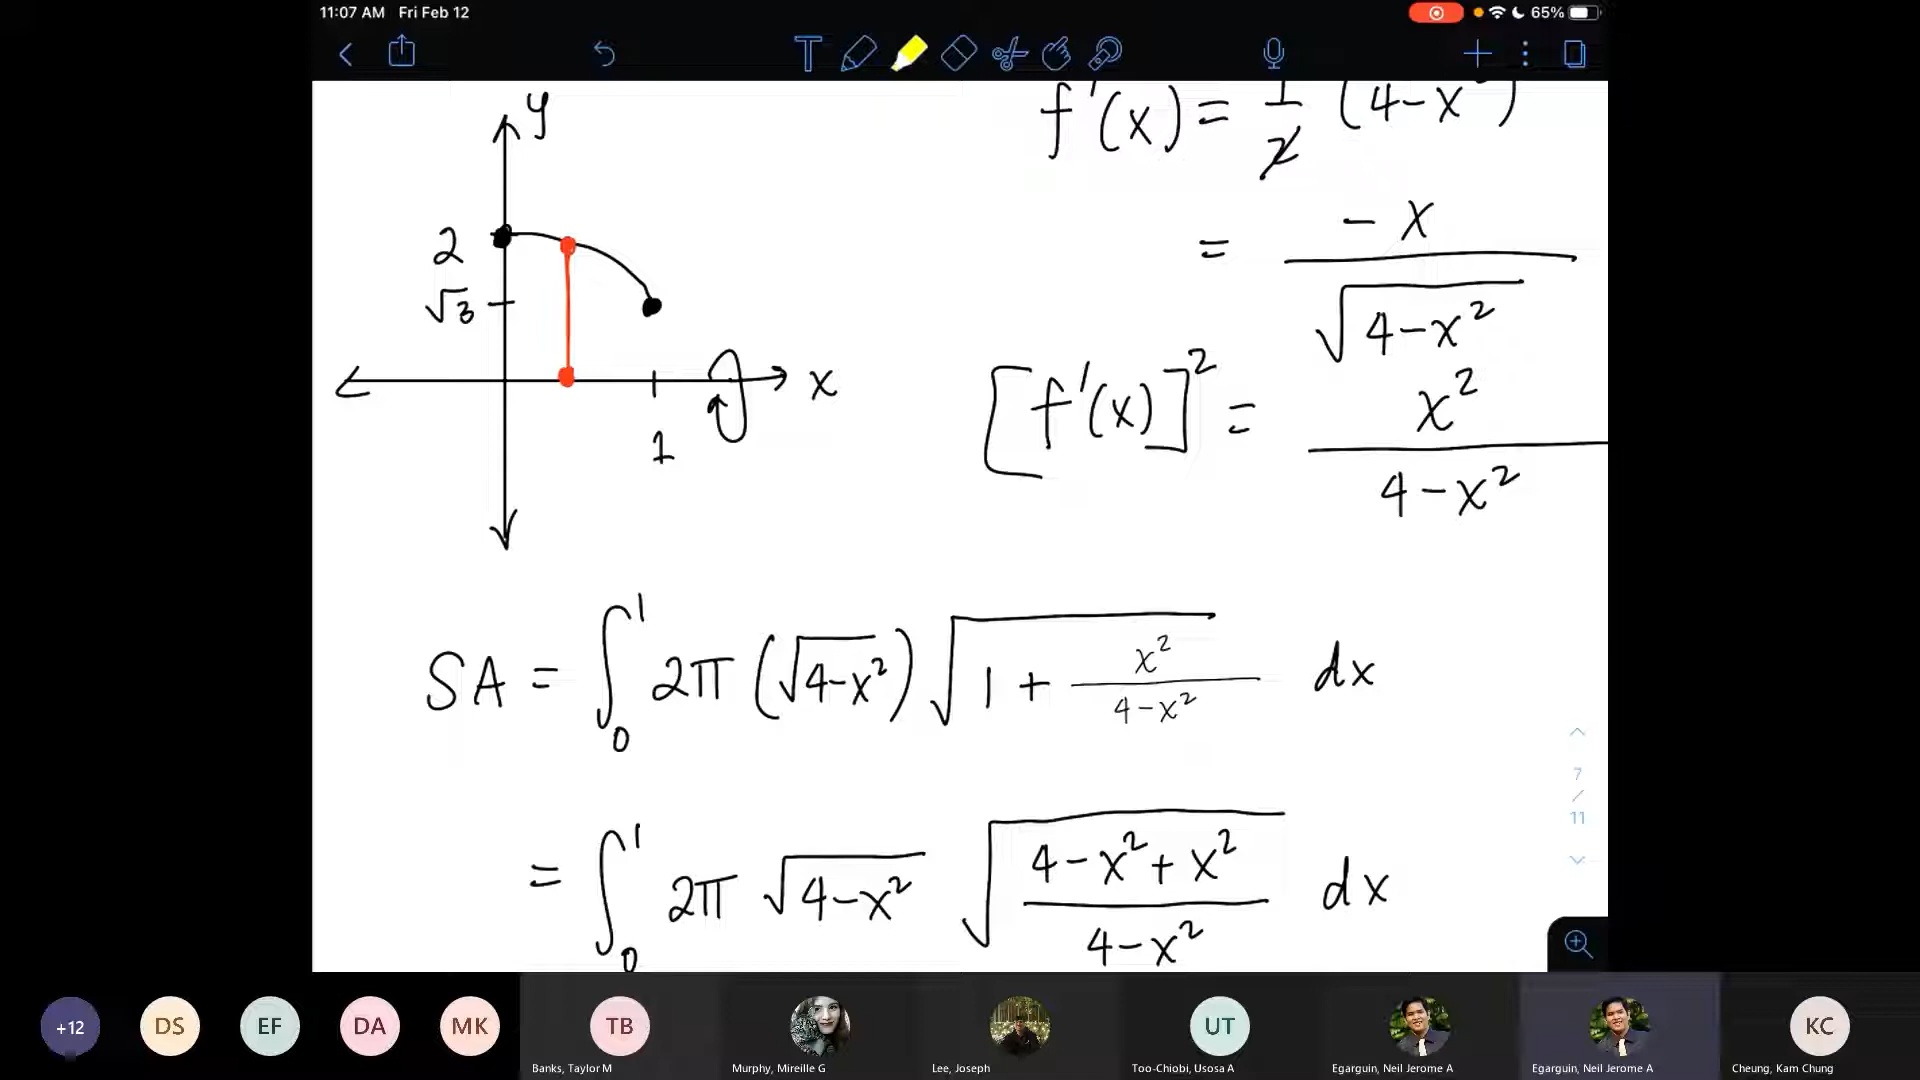 11:07 AM Fri Feb 12
65%
y
f'(x) = 1/2 (4-x²)
2
= -x/√(4-x²)
√3
x
1
[f'(x)]² = x²/(4-x²)
SA = ∫₀¹ 2π (√(4-x²)) √(1 + x²/(4-x²)) dx
= ∫₀¹ 2π √(4-x²) √((4-x²+x²)/(4-x²)) dx
7
/
11
+12
DS
EF
DA
MK
TB
UT
KC
Banks, Taylor M
Murphy, Mireille G
Lee, Joseph
Too-Chiobi, Usosa A
Egarguin, Neil Jerome A
Egarguin, Neil Jerome A
Cheung, Kam Chung